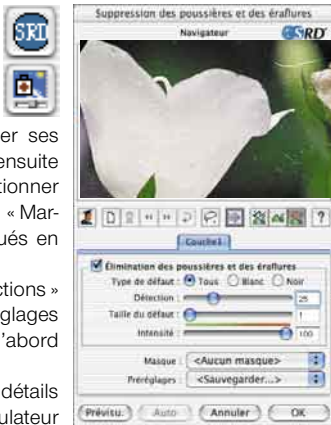 SRD
er ses
ensuite
tionner
« Mar-
ués en
ctions »
églages
'abord
détails
ulateur
Suppression des poussières et des éraflures
Navigateur
SRD
?
Couche1
Élimination des poussières et des éraflures
Type de défaut : Tous Blanc Noir
Détection : 25
Taille du défaut : 1
Intensité : 100
Masque : <Aucun masque>
Préréglages : <Sauvegarder...>
Prévisu. Auto Annuler OK